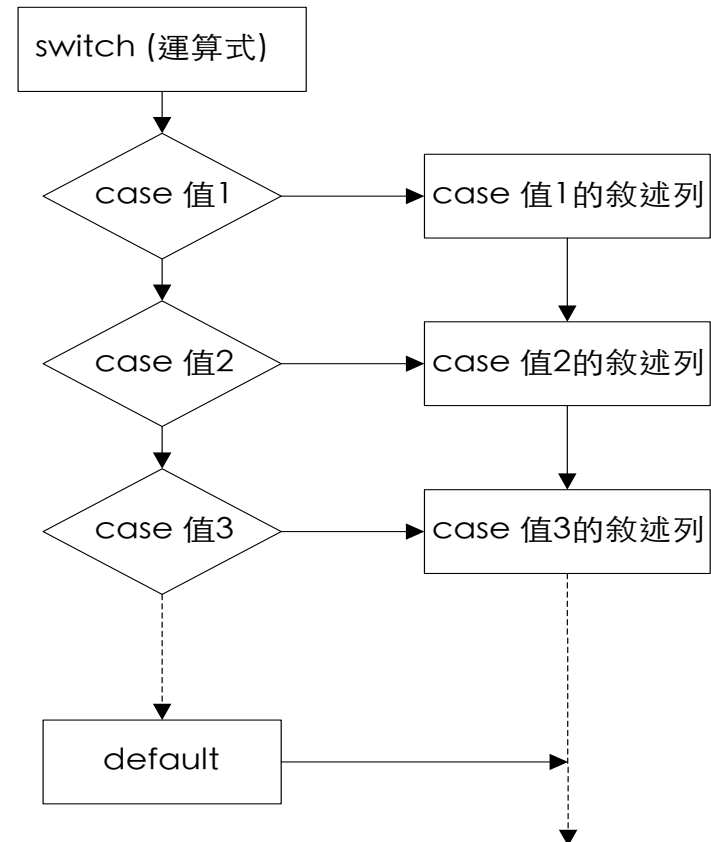 switch (運算式)
case 值1
case 值1的敘述列
case 值2
case 值2的敘述列
case 值3
case 值3的敘述列
default